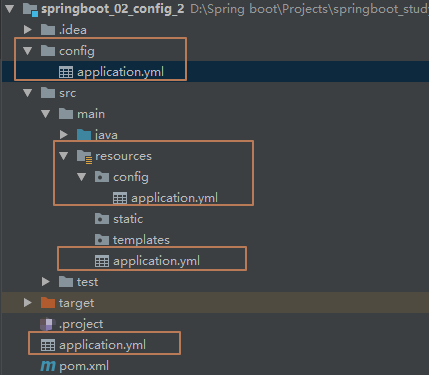 springboot_02_config_2 D:\Spring boot\Projects\springboot_study
.idea
config
application.yml
src
main
java
resources
config
application.yml
static
templates
application.yml
test
target
.project
application.yml
pom.xml